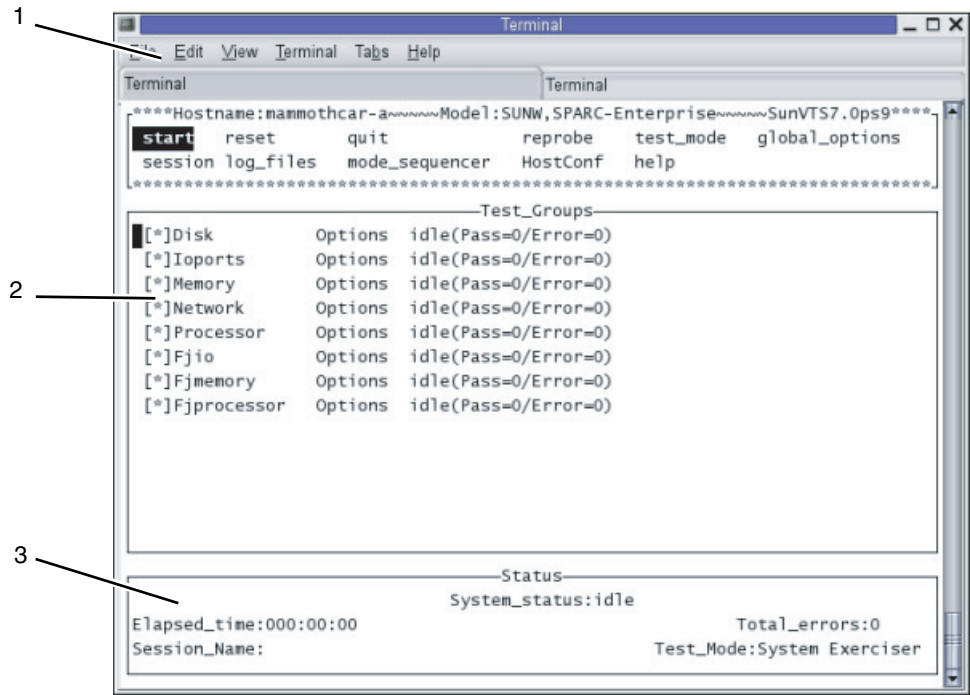 1
Terminal
File Edit View Terminal Tabs Help
Terminal Terminal
****Hostname:mammothcar-a~~~~~Model:SUNW,SPARC-Enterprise~~~~~SunVTS7.0ps9****
start reset quit reprobe test_mode global_options
session log_files mode_sequencer HostConf help
******************************************************************************
Test_Groups
[*]Disk Options idle(Pass=0/Error=0)
[*]Ioports Options idle(Pass=0/Error=0)
2
[*]Memory Options idle(Pass=0/Error=0)
[*]Network Options idle(Pass=0/Error=0)
[*]Processor Options idle(Pass=0/Error=0)
[*]Fjio Options idle(Pass=0/Error=0)
[*]Fjmemory Options idle(Pass=0/Error=0)
[*]Fjprocessor Options idle(Pass=0/Error=0)
3
Status
System_status:idle
Elapsed_time:000:00:00 Total_errors:0
Session_Name: Test_Mode:System Exerciser